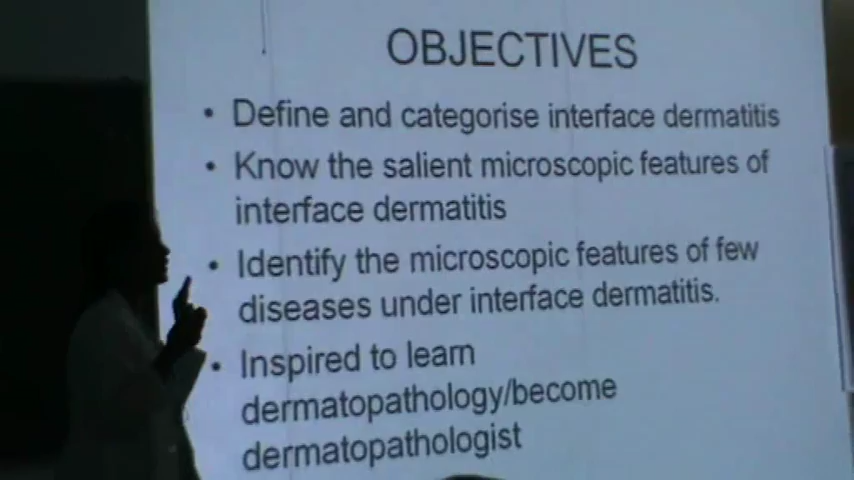 OBJECTIVES
• Define and categorise interface dermatitis
• Know the salient microscopic features of
interface dermatitis
• Identify the microscopic features of few
diseases under interface dermatitis.
• Inspired to learn
dermatopathology/become
dermatopathologist